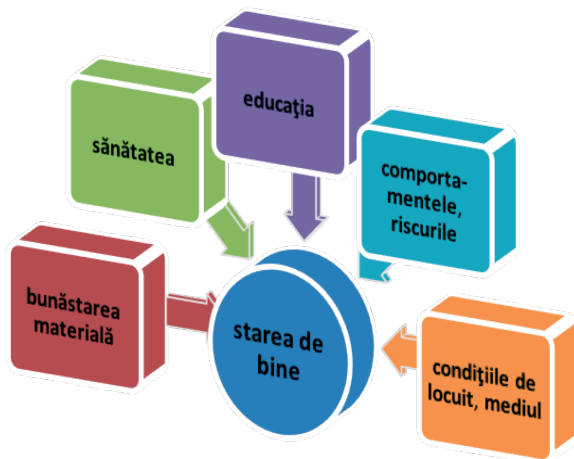 educaţia
sănătatea
comporta-
mentele,
riscurile
bunăstarea
materială
starea de
bine
condiţiile de
locuit, mediul